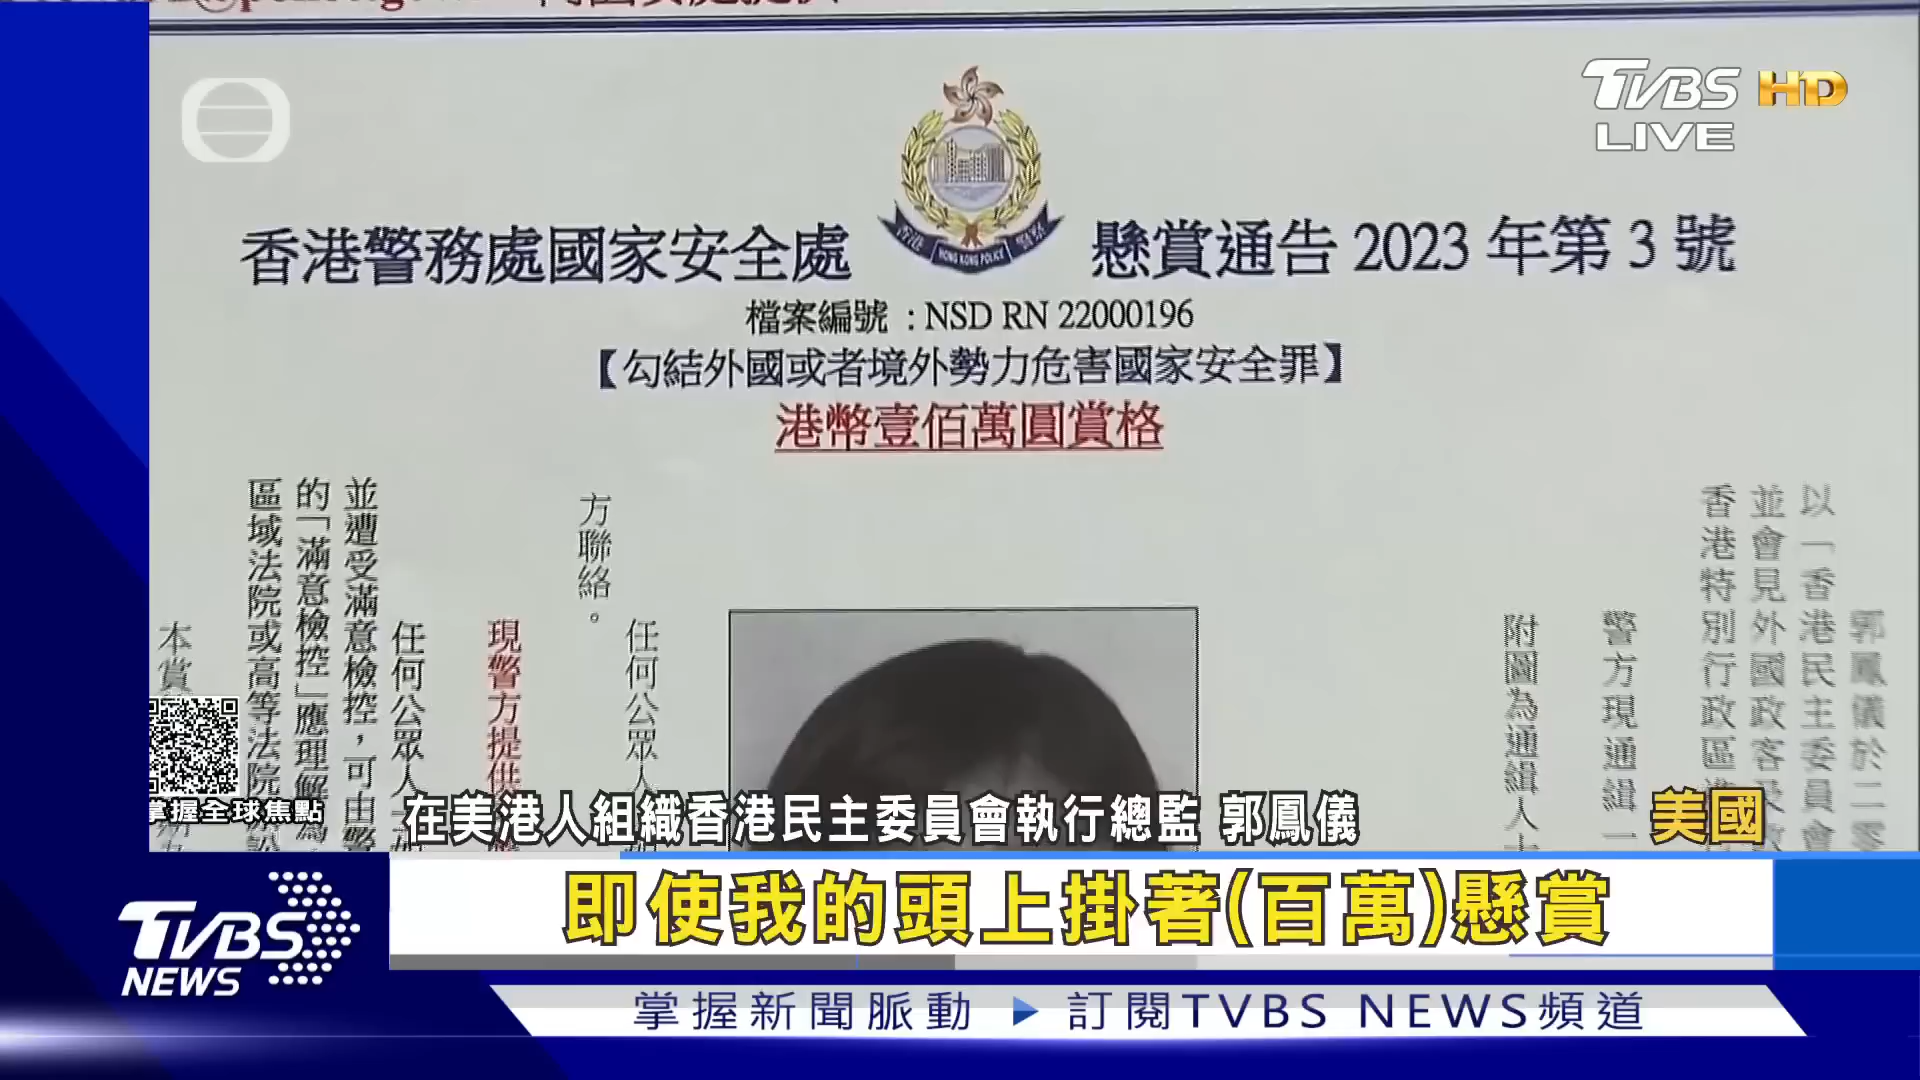 TVBS HD
LIVE
香港警務處國家安全處
香港 警察
HONG KONG POLICE
懸賞通告 2023 年第 3 號
檔案編號 : NSD RN 22000196
【勾結外國或者境外勢力危害國家安全罪】
港幣壹佰萬圓賞格
郭鳳儀於二零
以「香港民主委員會
並會見外國政客及
香港特別行政區
警方現通緝一
附圖為通緝人士
任何公眾人
方聯絡。
現警方提供
任何公眾人士
並遭受滿意檢控，可由警
的「滿意檢控」應理解為
區域法院或高等法院
本賞
掌握全球焦點
在美港人組織香港民主委員會執行總監 郭鳳儀
美國
即使我的頭上掛著(百萬)懸賞
TVBS
NEWS
掌握新聞脈動 ▶ 訂閱TVBS NEWS頻道